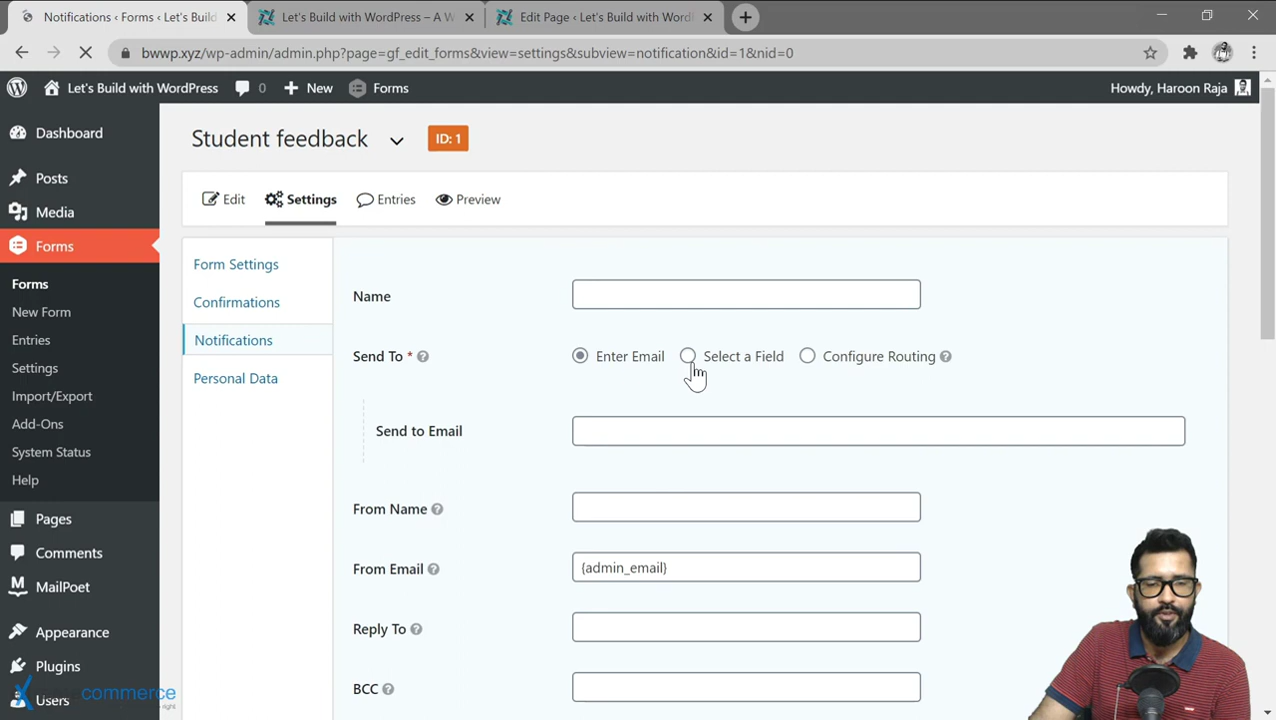 Notifications ‹ Forms ‹ Let's Build
Let's Build with WordPress – A W
Edit Page ‹ Let's Build with Word
bwwp.xyz/wp-admin/admin.php?page=gf_edit_forms&view=settings&subview=notification&id=1&nid=0
Let's Build with WordPress 0 New Forms Howdy, Haroon Raja
Dashboard
Posts
Media
Forms
Forms
New Form
Entries
Settings
Import/Export
Add-Ons
System Status
Help
Pages
Comments
MailPoet
Appearance
Plugins
Users
commerce
Student feedback ID: 1
Edit Settings Entries Preview
Form Settings
Confirmations
Notifications
Personal Data
Name
Send To * Enter Email Select a Field Configure Routing
Send to Email
From Name
From Email {admin_email}
Reply To
BCC